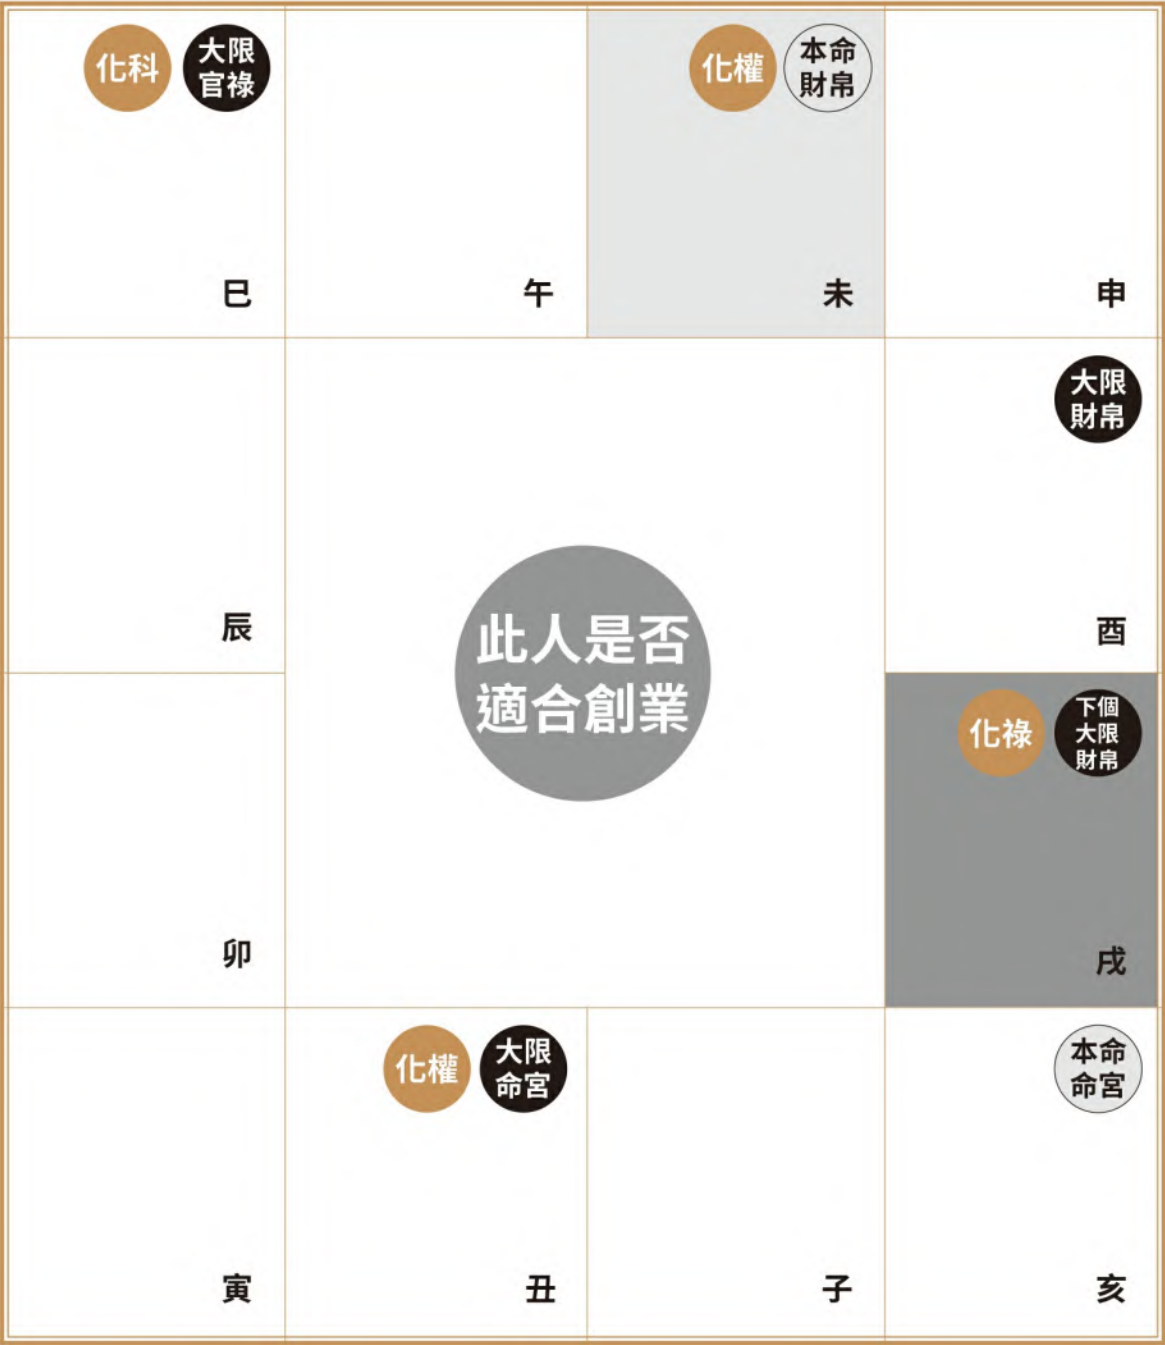 化科
大限
官祿
巳
午
化權
本命
財帛
未
申
辰
此人是否
適合創業
大限
財帛
酉
卯
化祿
下個
大限
財帛
戌
寅
化權
大限
命宮
丑
子
本命
命宮
亥